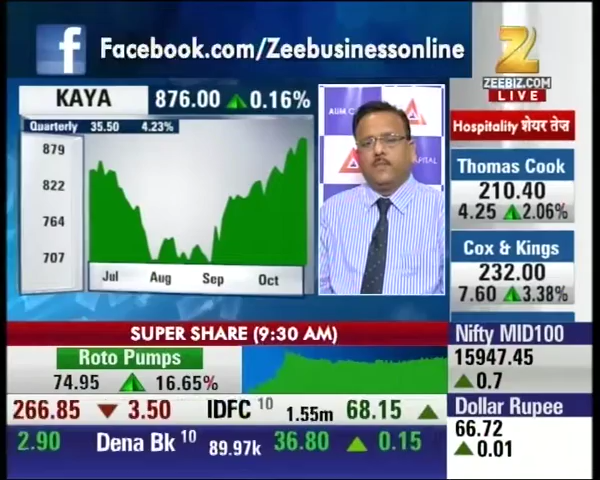 f Facebook.com/Zeebusinessonline
Z
ZEEBIZ.COM
LIVE
KAYA 876.00 0.16%
Quarterly 35.50 4.23%
879
822
764
707
Jul Aug Sep Oct
AUM C
CAPITAL
Hospitality शेयर तेज
Thomas Cook
210.40
4.25 2.06%
Cox & Kings
232.00
7.60 3.38%
SUPER SHARE (9:30 AM)
Roto Pumps
74.95 16.65%
Nifty MID100
15947.45
0.7
Dollar Rupee
66.72
0.01
266.85 3.50 IDFC 10 1.55m 68.15
2.90 Dena Bk 10 89.97k 36.80 0.15